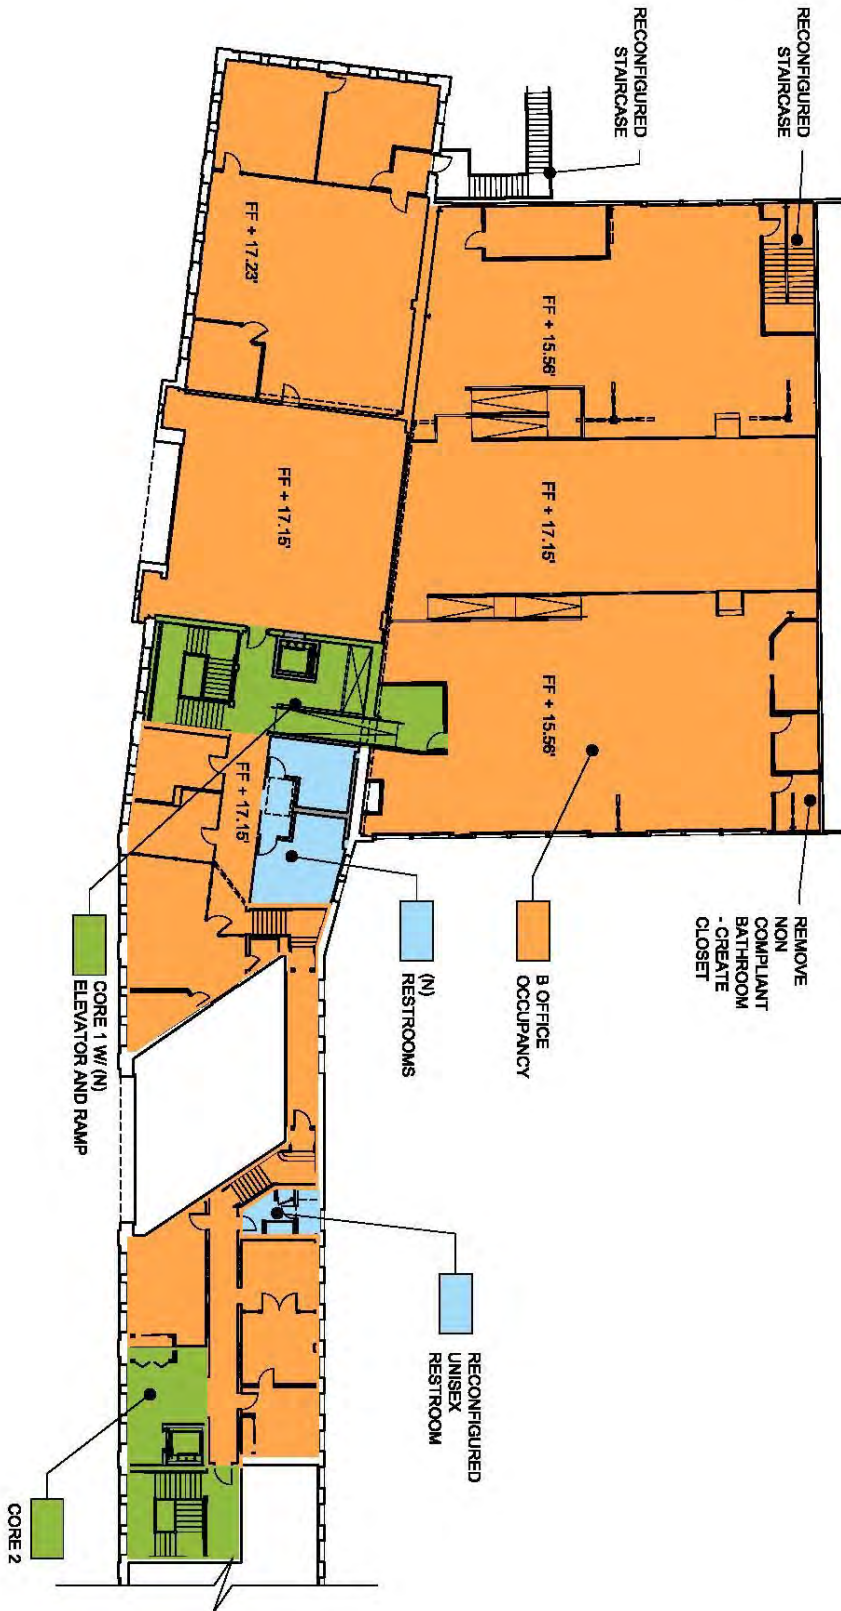 RECONFIGURED
STAIRCASE
RECONFIGURED
STAIRCASE
FF + 17.23'
FF + 15.56'
FF + 17.15'
FF + 17.15'
FF + 15.56'
FF + 17.15'
REMOVE
NON
COMPLIANT
BATHROOM
- CREATE
CLOSET
B OFFICE
OCCUPANCY
(N)
RESTROOMS
CORE 1 W/ (N)
ELEVATOR AND RAMP
RECONFIGURED
UNISEX
RESTROOM
CORE 2